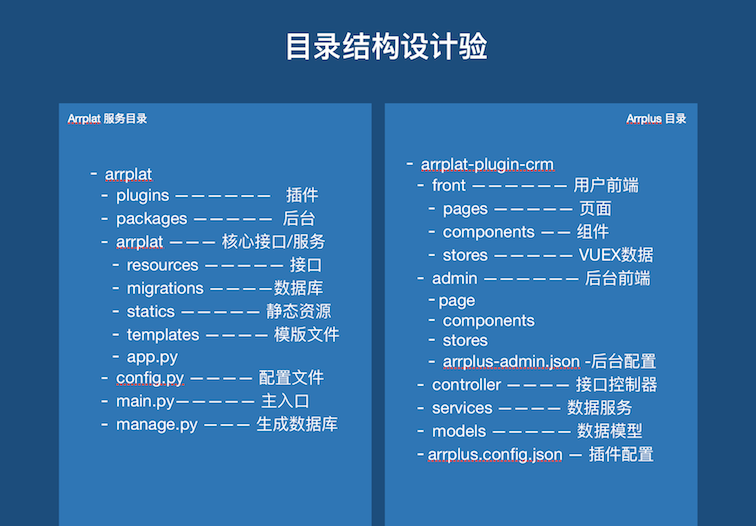 目录结构设计验
Arrplat 服务目录
- arrplat
- plugins —————— 插件
- packages ————— 后台
- arrplat ——— 核心接口/服务
- resources ————— 接口
- migrations ————数据库
- statics ————— 静态资源
- templates ———— 模版文件
- app.py
- config.py ———— 配置文件
- main.py————— 主入口
- manage.py ——— 生成数据库
Arrplus 目录
- arrplat-plugin-crm
- front —————— 用户前端
- pages ————— 页面
- components —— 组件
- stores ————— VUEX数据
- admin —————— 后台前端
- page
- components
- stores
- arrplus-admin.json -后台配置
- controller ———— 接口控制器
- services ———— 数据服务
- models ————— 数据模型
- arrplus.config.json — 插件配置